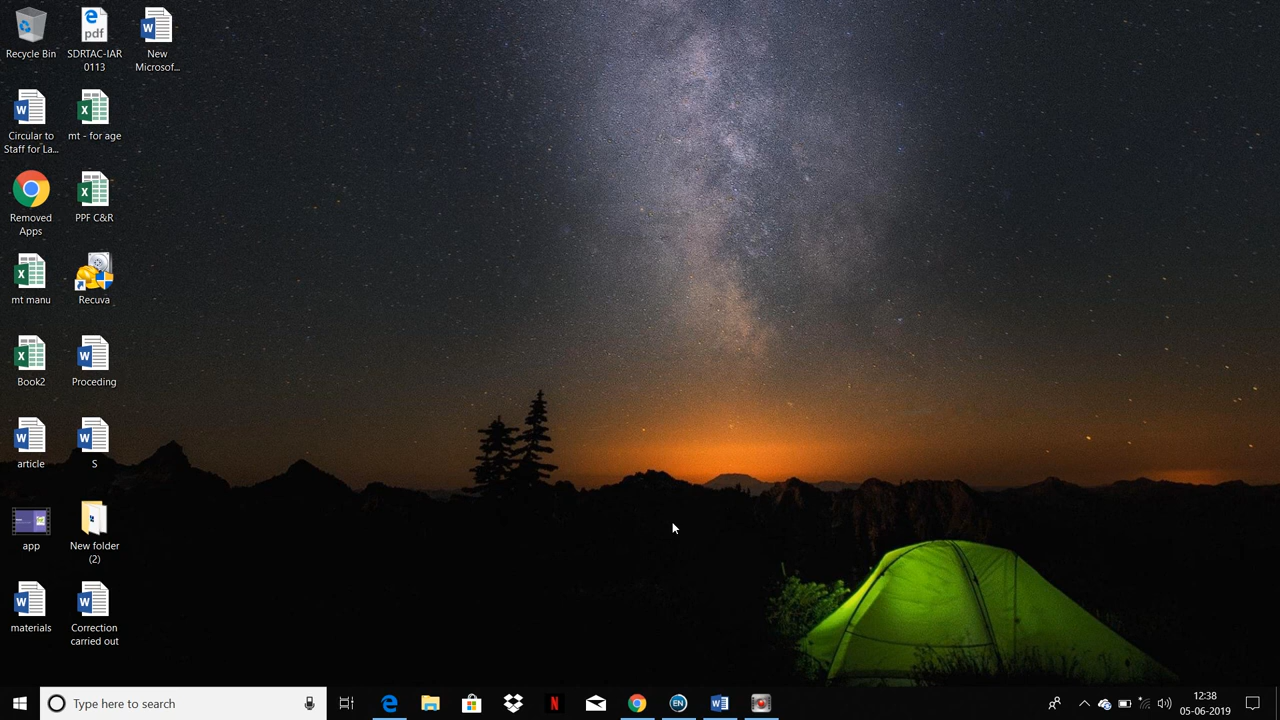 Recycle Bin
SDRTAC-IAR
0113
New
Microsof...
Circular to
Staff for La...
mt - for age
Removed
Apps
PPF C&R
mt manu
Recuva
Book2
Proceding
article
S
app
New folder
(2)
materials
Correction
carried out
Type here to search
EN
12:38
05-06-2019